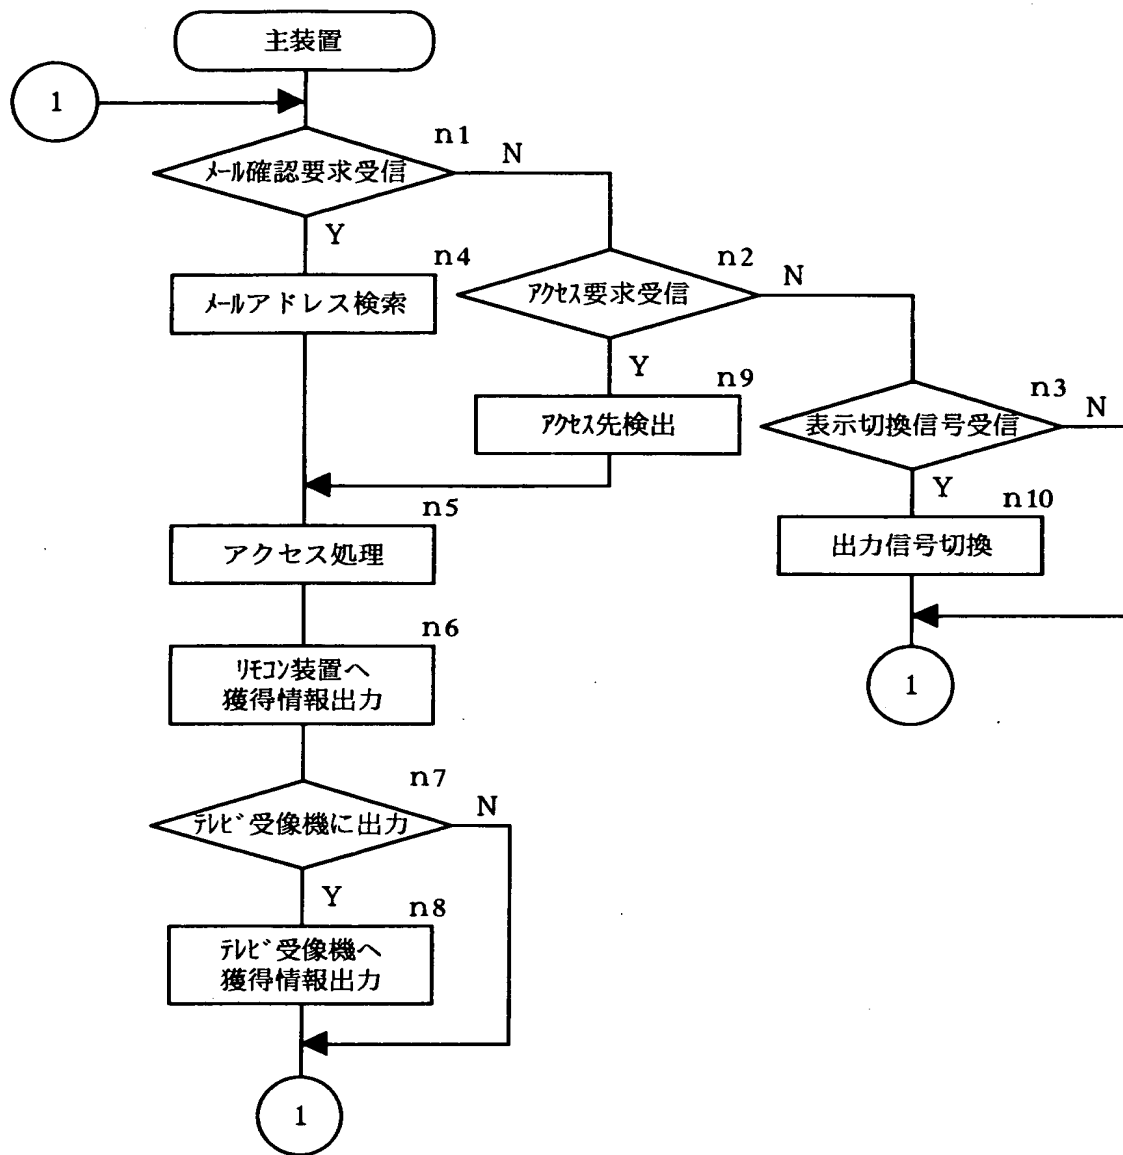 主装置
1
n1
メール確認要求受信
N
Y
n4
メールアドレス検索
n2
アクセス要求受信
N
Y
n9
アクセス先検出
n3
表示切換信号受信
N
Y
n10
出力信号切換
1
n5
アクセス処理
n6
リモコン装置へ
獲得情報出力
n7
テレビ受像機に出力
N
Y
n8
テレビ受像機へ
獲得情報出力
1